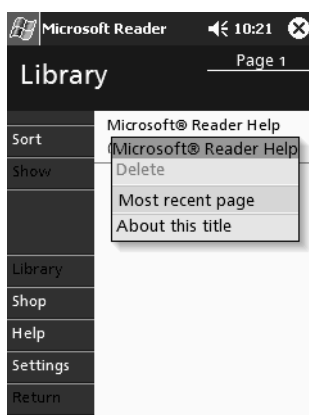 Microsoft Reader 10:21
Library
Page 1
Sort
Show
Library
Shop
Help
Settings
Return
Microsoft® Reader Help
Microsoft® Reader Help
Delete
Most recent page
About this title